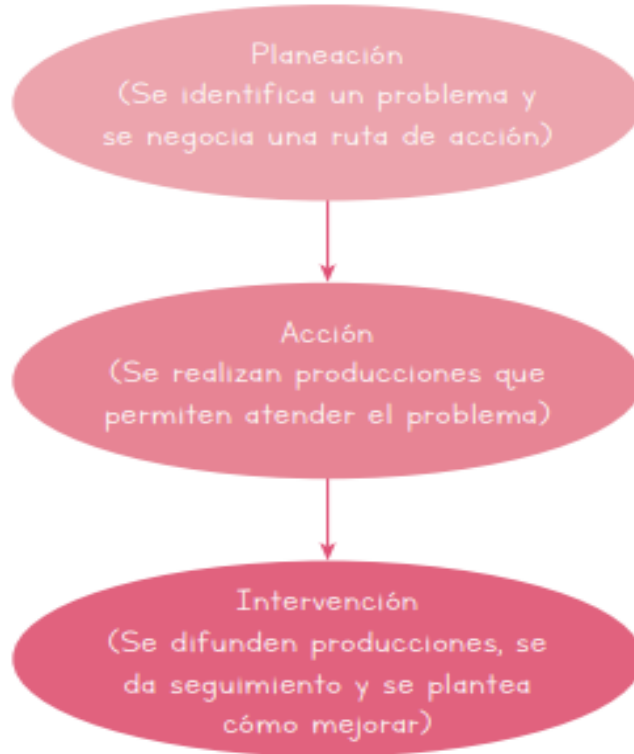 Planeación
(Se identifica un problema y
se negocia una ruta de acción)
Acción
(Se realizan producciones que
permiten atender el problema)
Intervención
(Se difunden producciones, se
da seguimiento y se plantea
cómo mejorar)